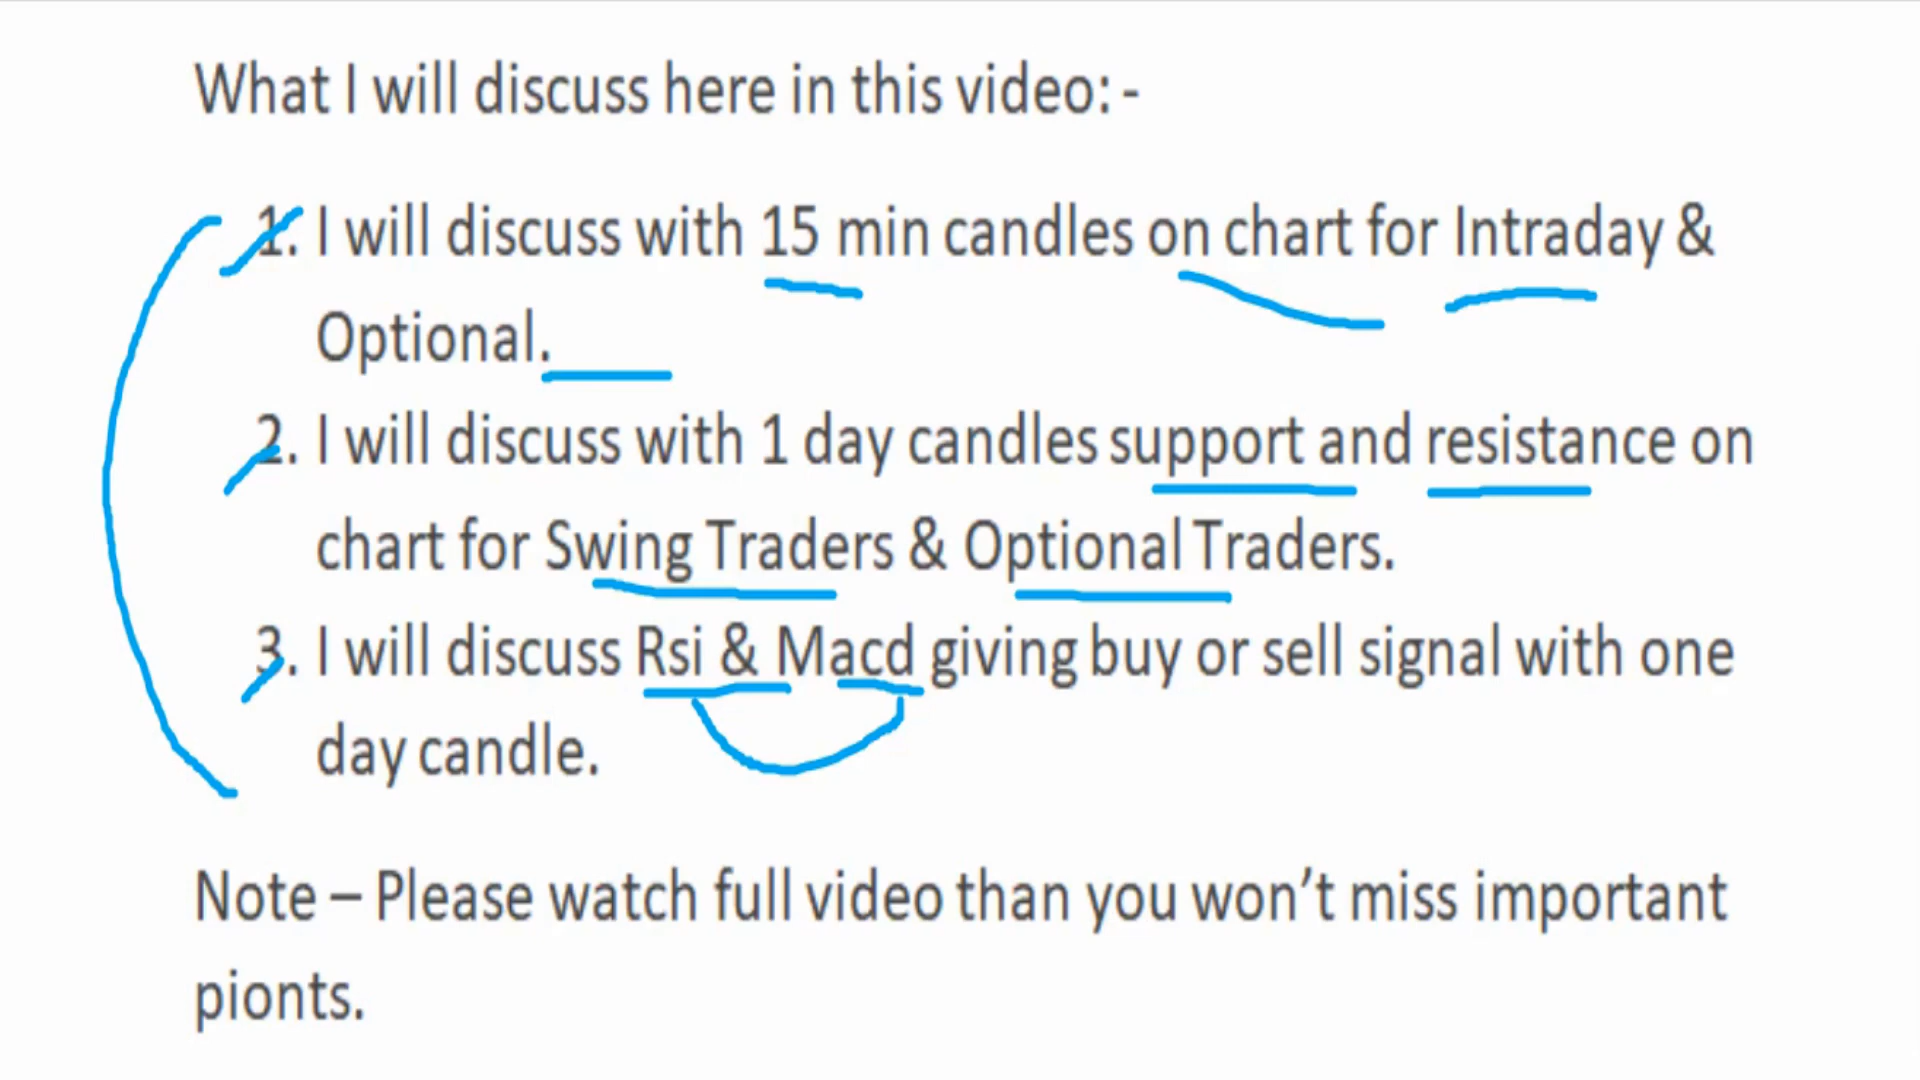 What I will discuss here in this video: -
1. I will discuss with 15 min candles on chart for Intraday &
Optional.
2. I will discuss with 1 day candles support and resistance on
chart for Swing Traders & Optional Traders.
3. I will discuss Rsi & Macd giving buy or sell signal with one
day candle.
Note – Please watch full video than you won’t miss important
pionts.